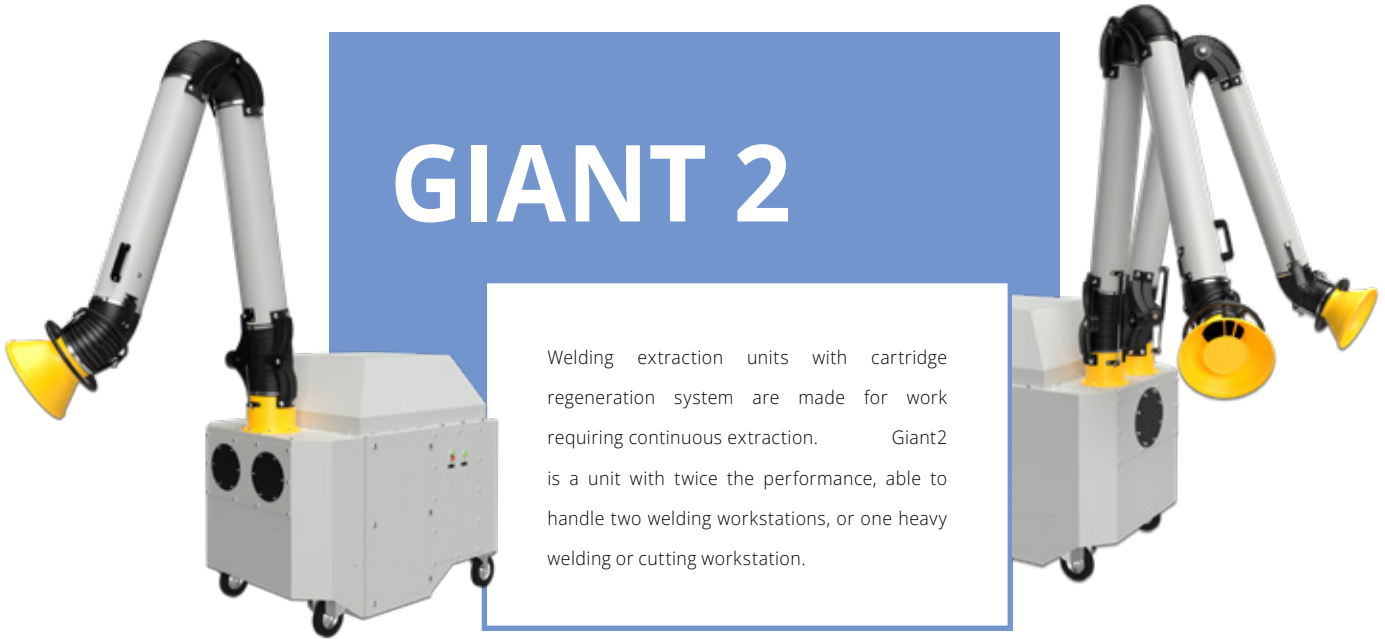 GIANT 2
Welding extraction units with cartridge
regeneration system are made for work
requiring continuous extraction. Giant2
is a unit with twice the performance, able to
handle two welding workstations, or one heavy
welding or cutting workstation.